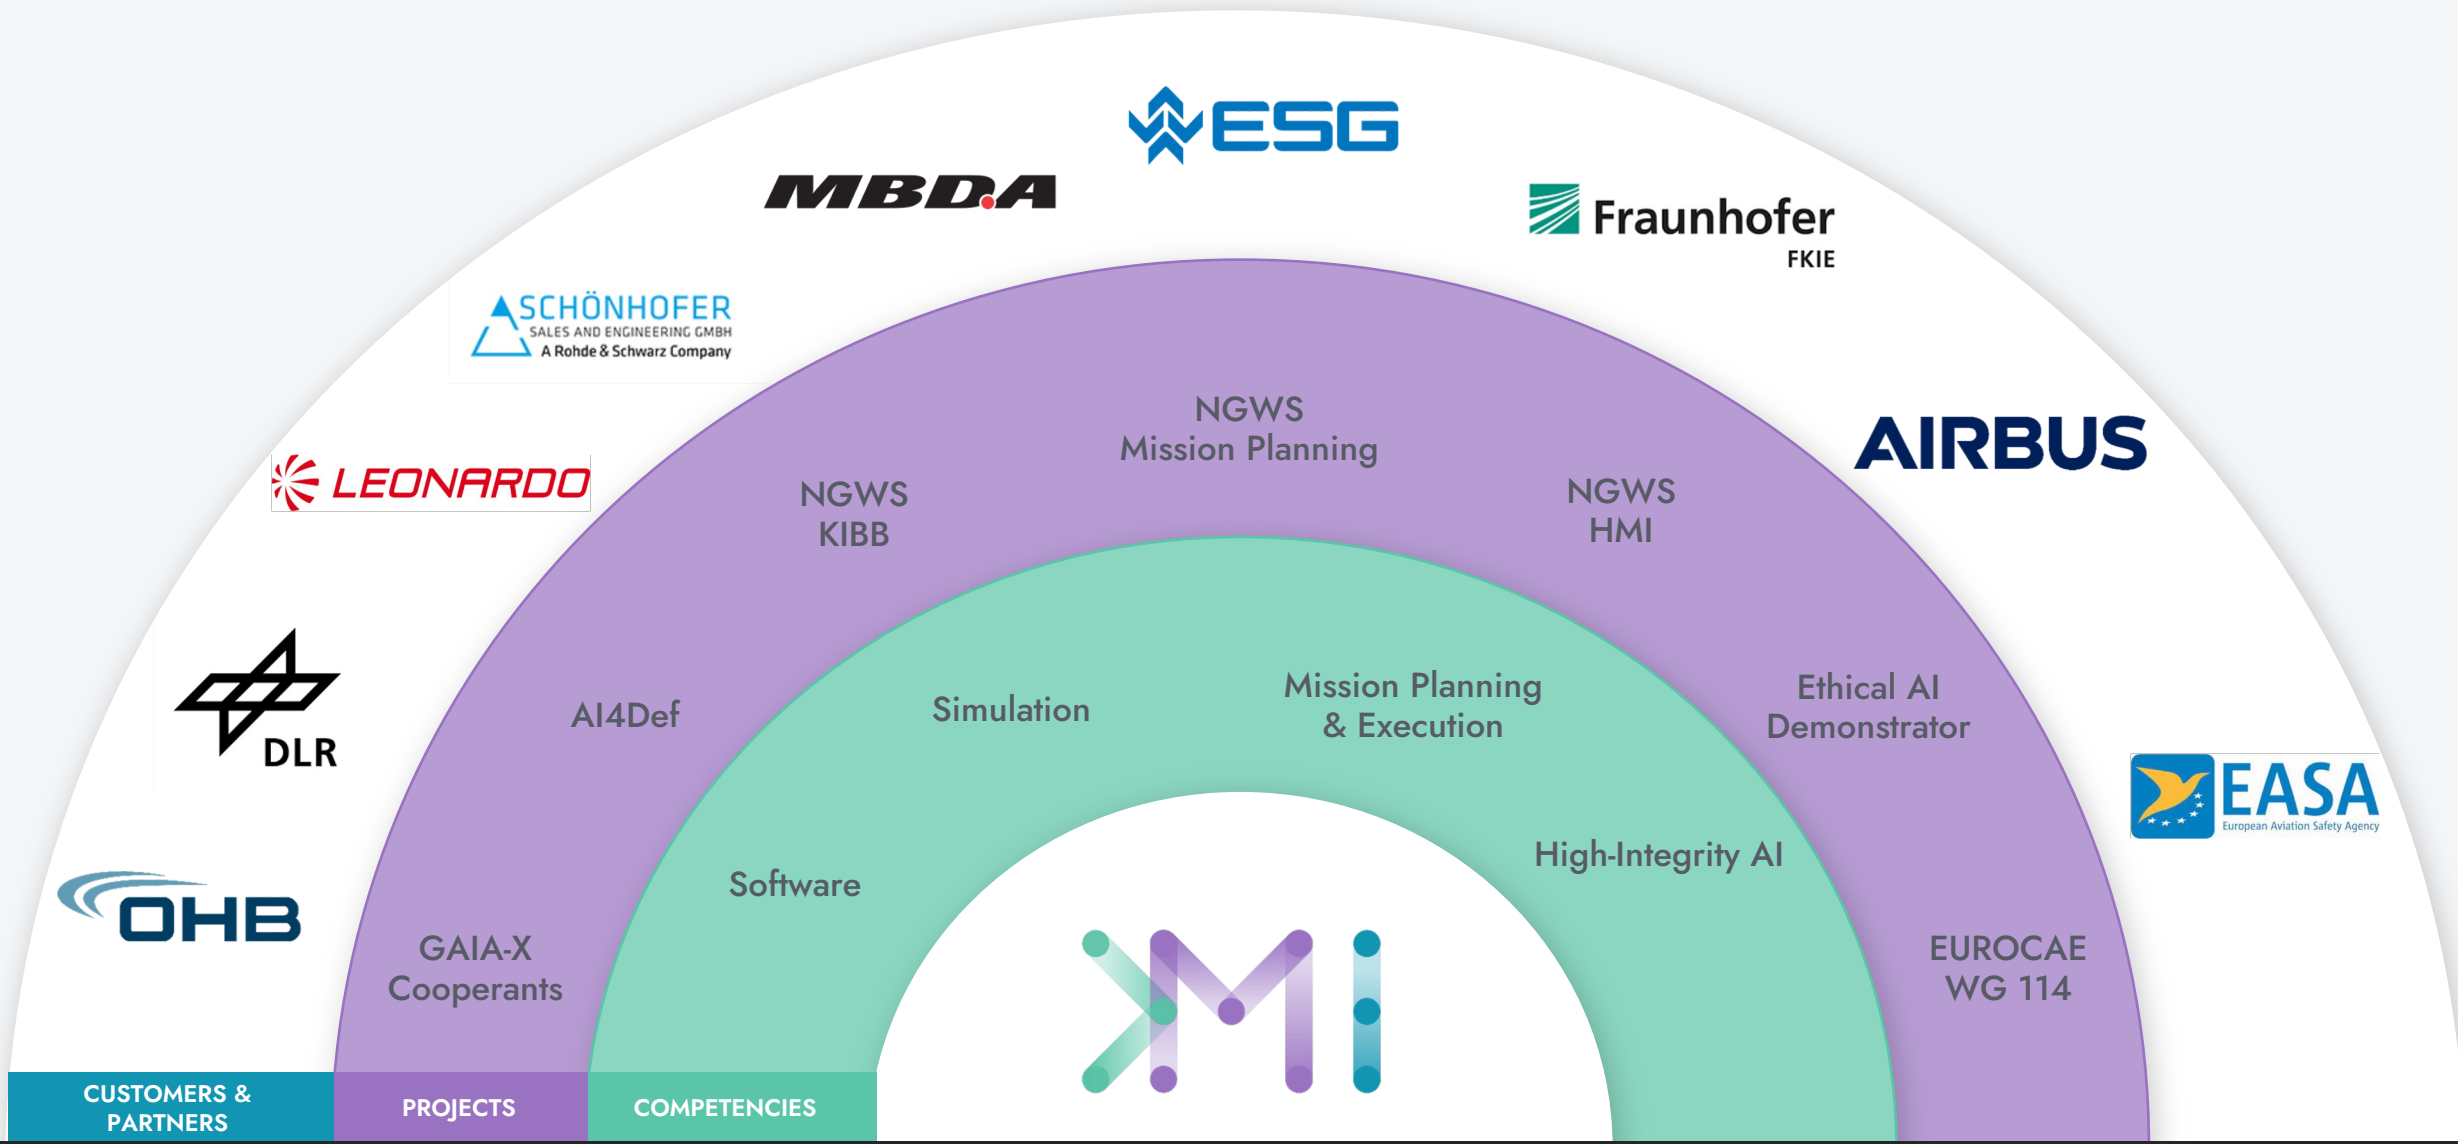 ESG
MBDA
Fraunhofer
FKIE
SCHÖNHOFER
SALES AND ENGINEERING GMBH
A Rohde & Schwarz Company
AIRBUS
LEONARDO
DLR
EASA
European Aviation Safety Agency
OHB
NGWS
Mission Planning
NGWS
KIBB
NGWS
HMI
AI4Def
Ethical AI
Demonstrator
GAIA-X
Cooperants
EUROCAE
WG 114
Simulation
Mission Planning
& Execution
Software
High-Integrity AI
KMI
CUSTOMERS &
PARTNERS
PROJECTS
COMPETENCIES